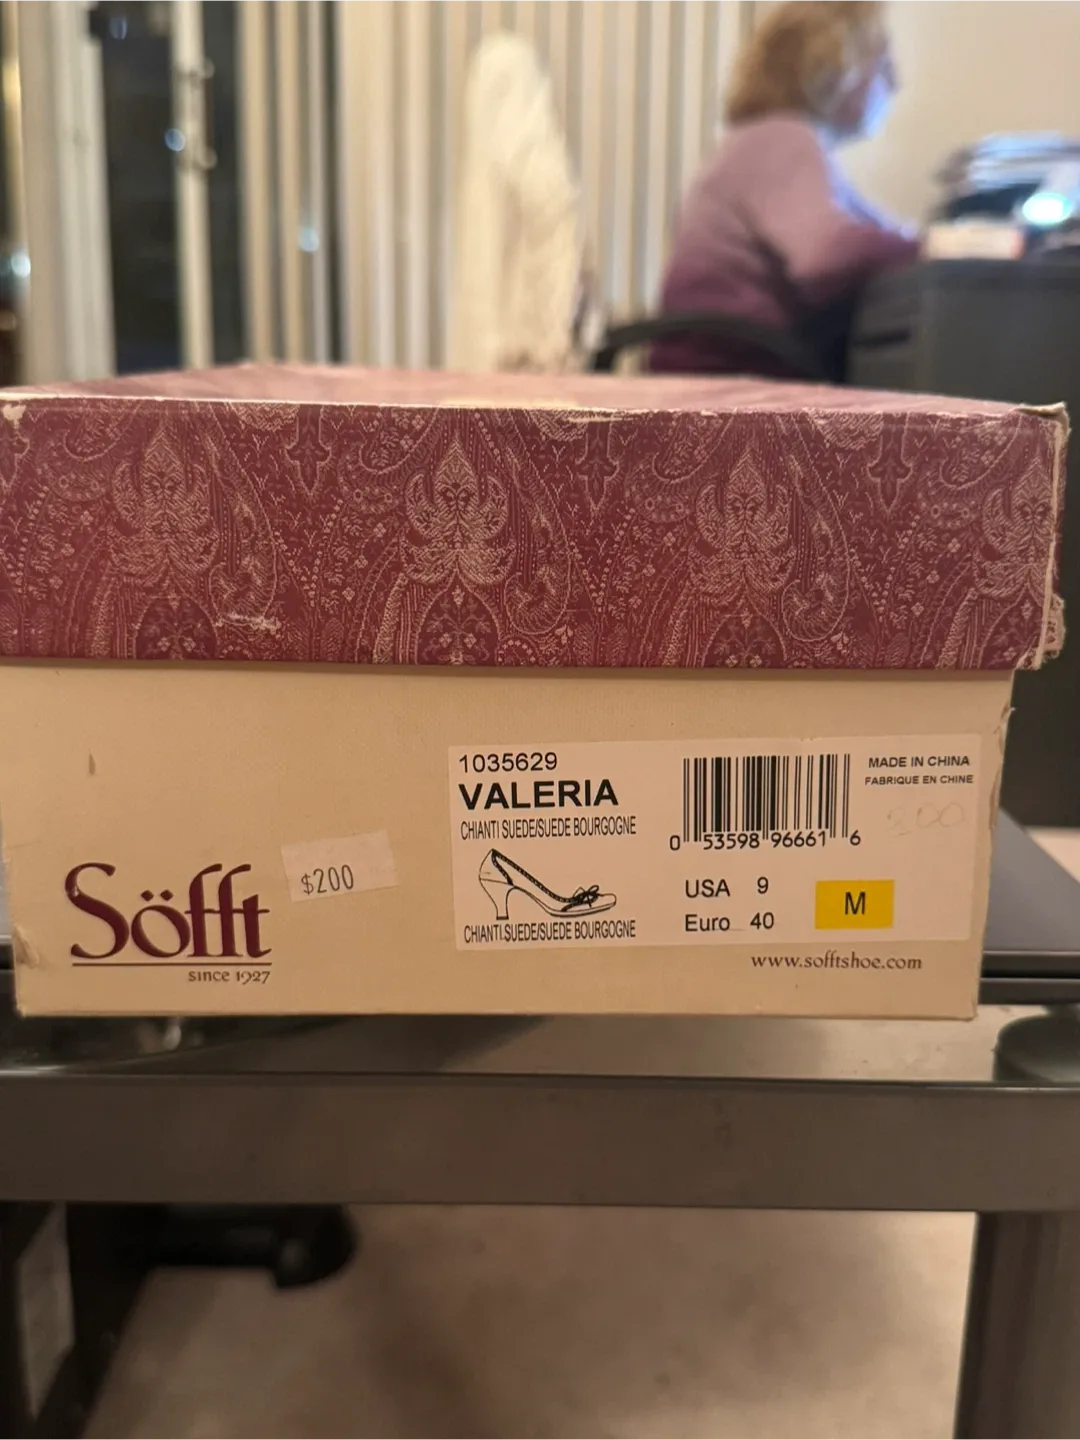 Söfft
since 1927
$200
1035629
VALERIA
CHIANTI SUEDE/SUEDE BOURGOGNE
CHIANTI SUEDE/SUEDE BOURGOGNE
0 53598 96661 6
MADE IN CHINA
FABRIQUE EN CHINE
200
USA 9
Euro 40
M
www.sofftshoe.com